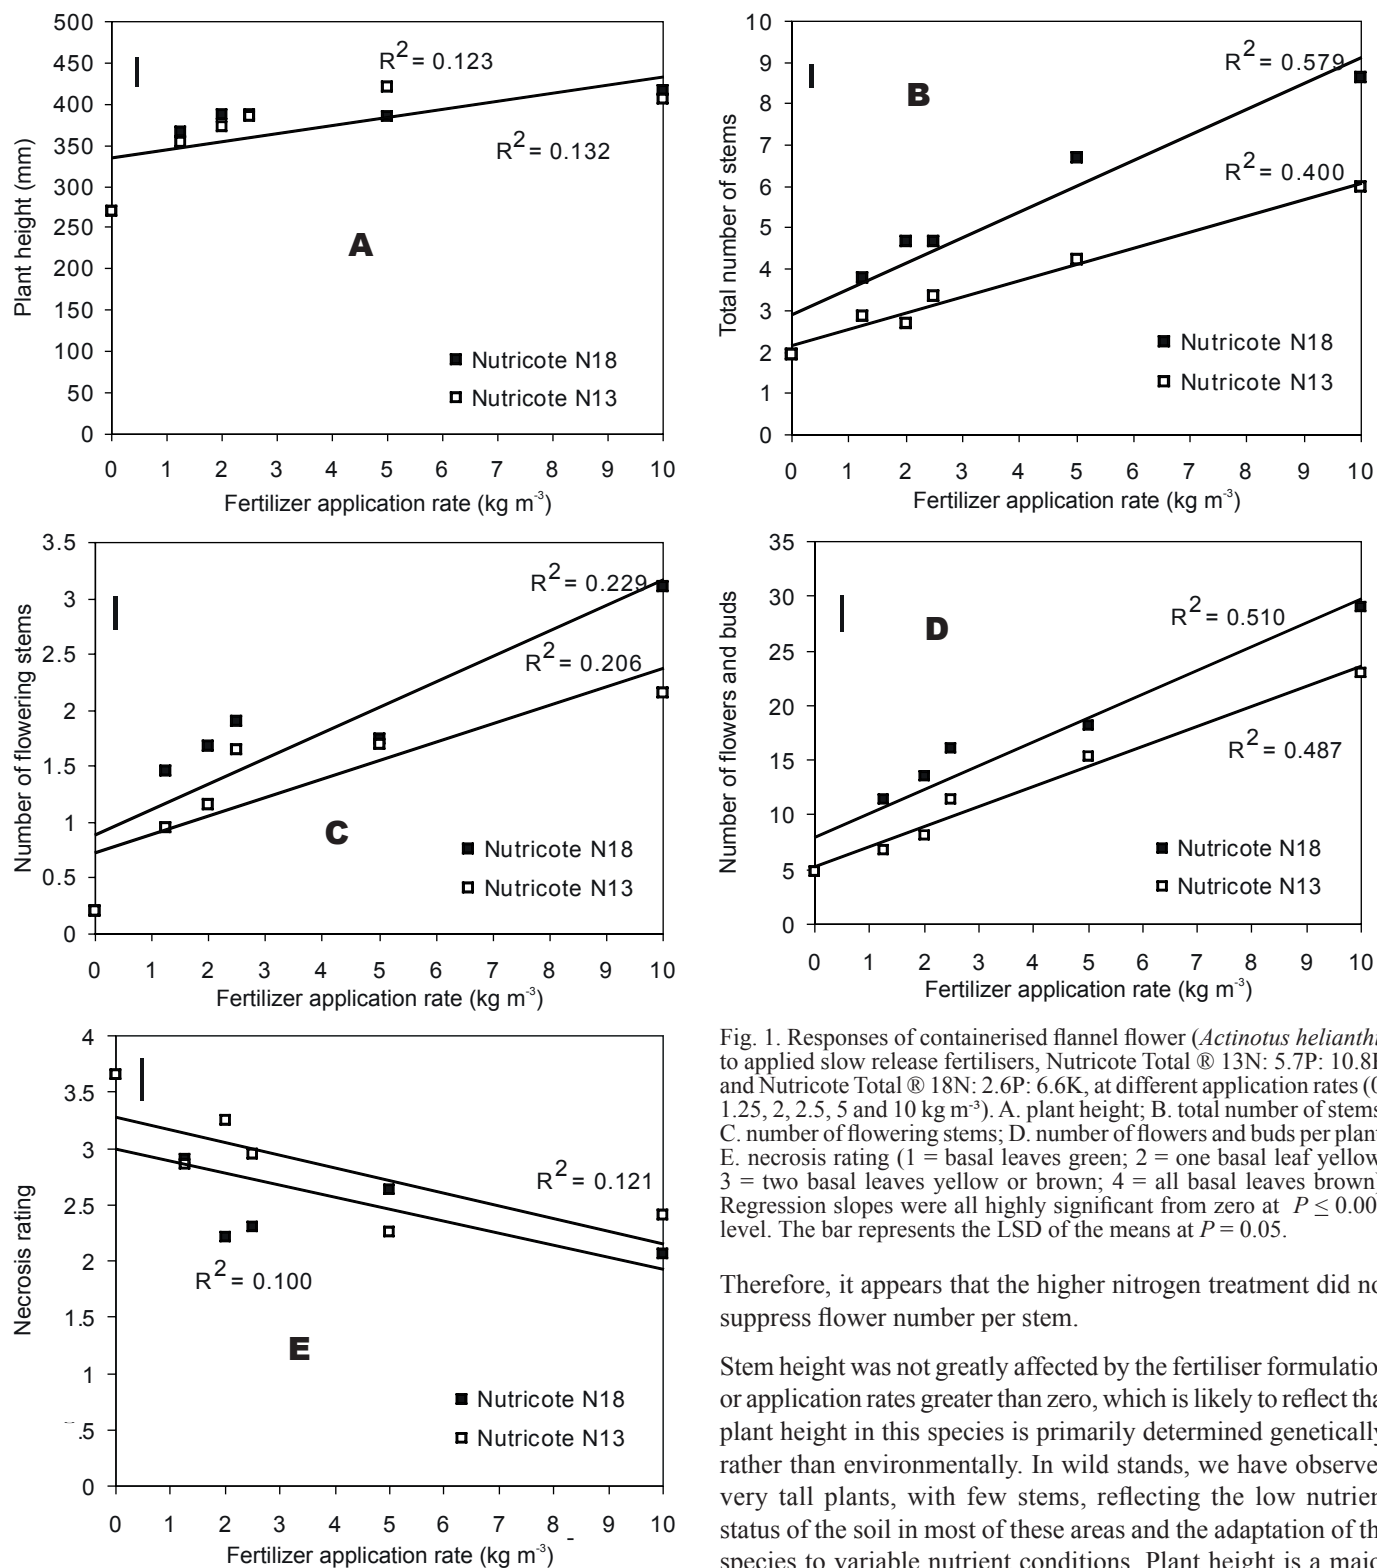 500
450
400
350
300
250
200
150
100
50
0
Plant height (mm)
R2 = 0.123
R2 = 0.132
A
Nutricote N18
Nutricote N13
0 1 2 3 4 5 6 7 8 9 10
Fertilizer application rate (kg m-3)
10
9
8
7
6
5
4
3
2
1
0
Total number of stems
R2 = 0.579
B
R2 = 0.400
Nutricote N18
Nutricote N13
0 1 2 3 4 5 6 7 8 9 10
Fertilizer application rate (kg m-3)
3.5
3
2.5
2
1.5
1
0.5
0
Number of flowering stems
R2 = 0.229
R2 = 0.206
C
Nutricote N18
Nutricote N13
0 1 2 3 4 5 6 7 8 9 10
Fertilizer application rate (kg m-3)
35
30
25
20
15
10
5
0
Number of flowers and buds
R2 = 0.510
D
R2 = 0.487
Nutricote N18
Nutricote N13
0 1 2 3 4 5 6 7 8 9 10
Fertilizer application rate (kg m-3)
4
3.5
3
2.5
2
1.5
1
.5
0
Necrosis rating
R2 = 0.121
R2 = 0.100
E
Nutricote N18
Nutricote N13
0 1 2 3 4 5 6 7 8 9 10
Fertilizer application rate (kg m-3)
Fig. 1. Responses of containerised flannel flower (Actinotus helianthi
to applied slow release fertilisers, Nutricote Total ® 13N: 5.7P: 10.8
and Nutricote Total ® 18N: 2.6P: 6.6K, at different application rates (0
1.25, 2, 2.5, 5 and 10 kg m-3). A. plant height; B. total number of stems
C. number of flowering stems; D. number of flowers and buds per plant
E. necrosis rating (1 = basal leaves green; 2 = one basal leaf yellow
3 = two basal leaves yellow or brown; 4 = all basal leaves brown)
Regression slopes were all highly significant from zero at P ≤ 0.00
level. The bar represents the LSD of the means at P = 0.05.
Therefore, it appears that the higher nitrogen treatment did no
suppress flower number per stem.
Stem height was not greatly affected by the fertiliser formulatio
or application rates greater than zero, which is likely to reflect tha
plant height in this species is primarily determined genetically
rather than environmentally. In wild stands, we have observe
very tall plants, with few stems, reflecting the low nutrien
status of the soil in most of these areas and the adaptation of th
species to variable nutrient conditions. Plant height is a majo